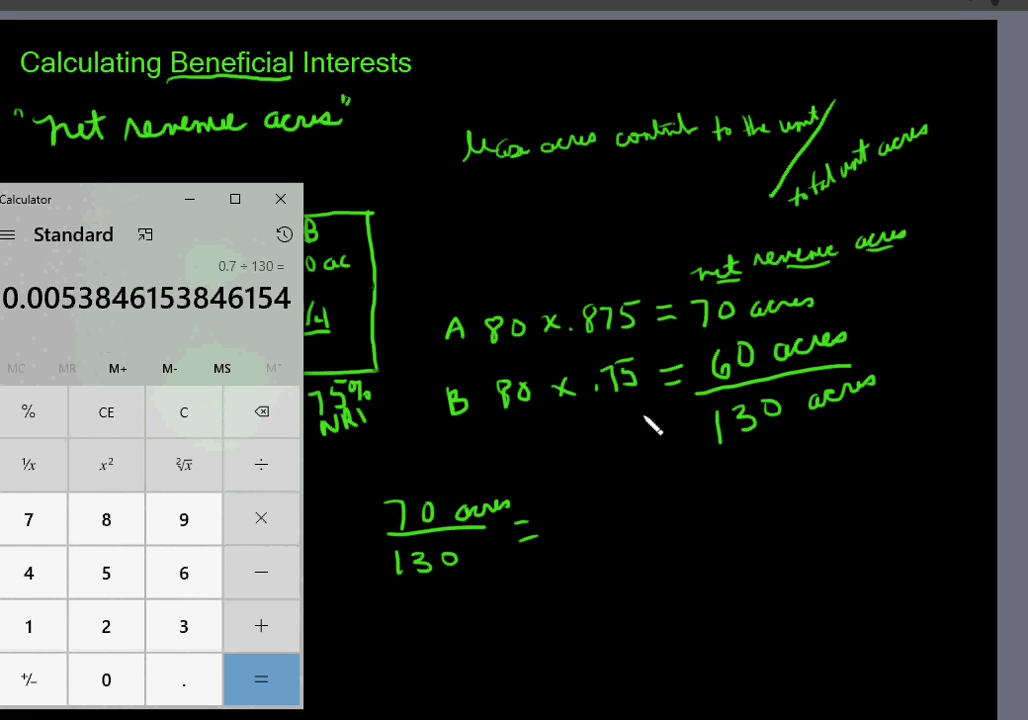 Calculating Beneficial Interests
"net revenue acres"
acres contrib to the unit / total unit acres
Calculator
Standard
0.7 ÷ 130 =
0.0053846153846154
MC MR M+ M- MS M˅
% CE C
¹/x x² ²√x ÷
7 8 9 ×
4 5 6 −
1 2 3 +
+/− 0 . =
B
0 ac
1/4
75%
NRI
net revenue acres
A 80 x .875 = 70 acres
B 80 x .75 = 60 acres
130 acres
70 acres
=
130